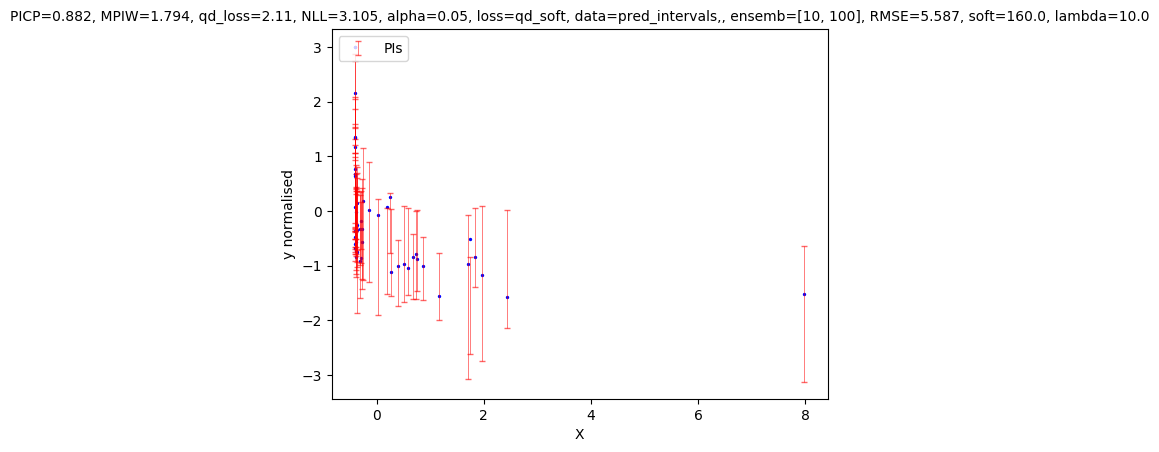 PICP=0.882, MPIW=1.794, qd_loss=2.11, NLL=3.105, alpha=0.05, loss=qd_soft, data=pred_intervals,, ensemb=[10, 100], RMSE=5.587, soft=160.0, lambda=10.0
PIs
3
2
1
0
−1
−2
−3
y normalised
0 2 4 6 8
X